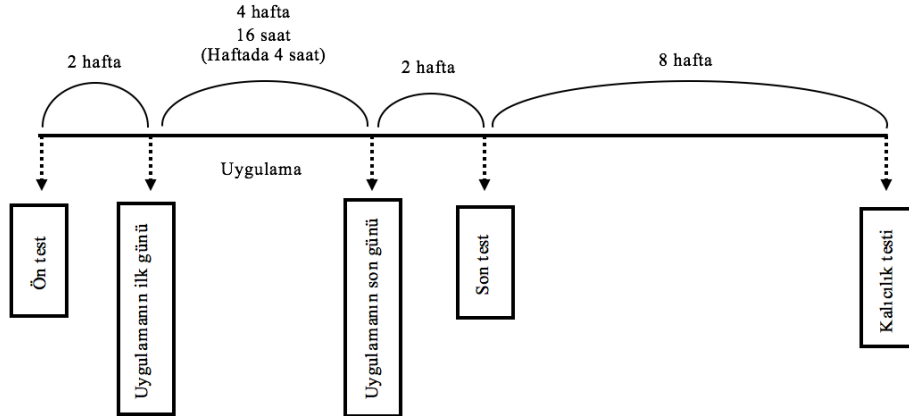 4 hafta
16 saat
(Haftada 4 saat)
2 hafta
2 hafta
8 hafta
Uygulama
Ön test
Uygulamanın ilk günü
Uygulamanın son günü
Son test
Kalıcılık testi